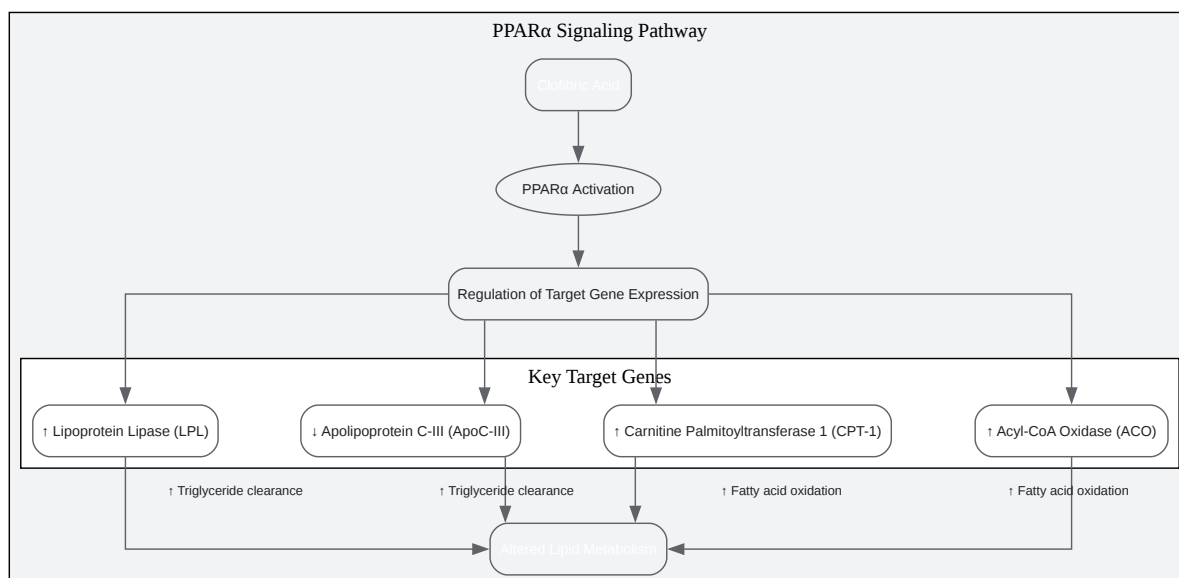 PPARα Signaling Pathway
Clofibric Acid
PPARα Activation
Regulation of Target Gene Expression
Key Target Genes
↑ Lipoprotein Lipase (LPL)
↓ Apolipoprotein C-III (ApoC-III)
↑ Carnitine Palmitoyltransferase 1 (CPT-1)
↑ Acyl-CoA Oxidase (ACO)
↑ Triglyceride clearance
↑ Triglyceride clearance
↑ Fatty acid oxidation
↑ Fatty acid oxidation
Altered Lipid Metabolism